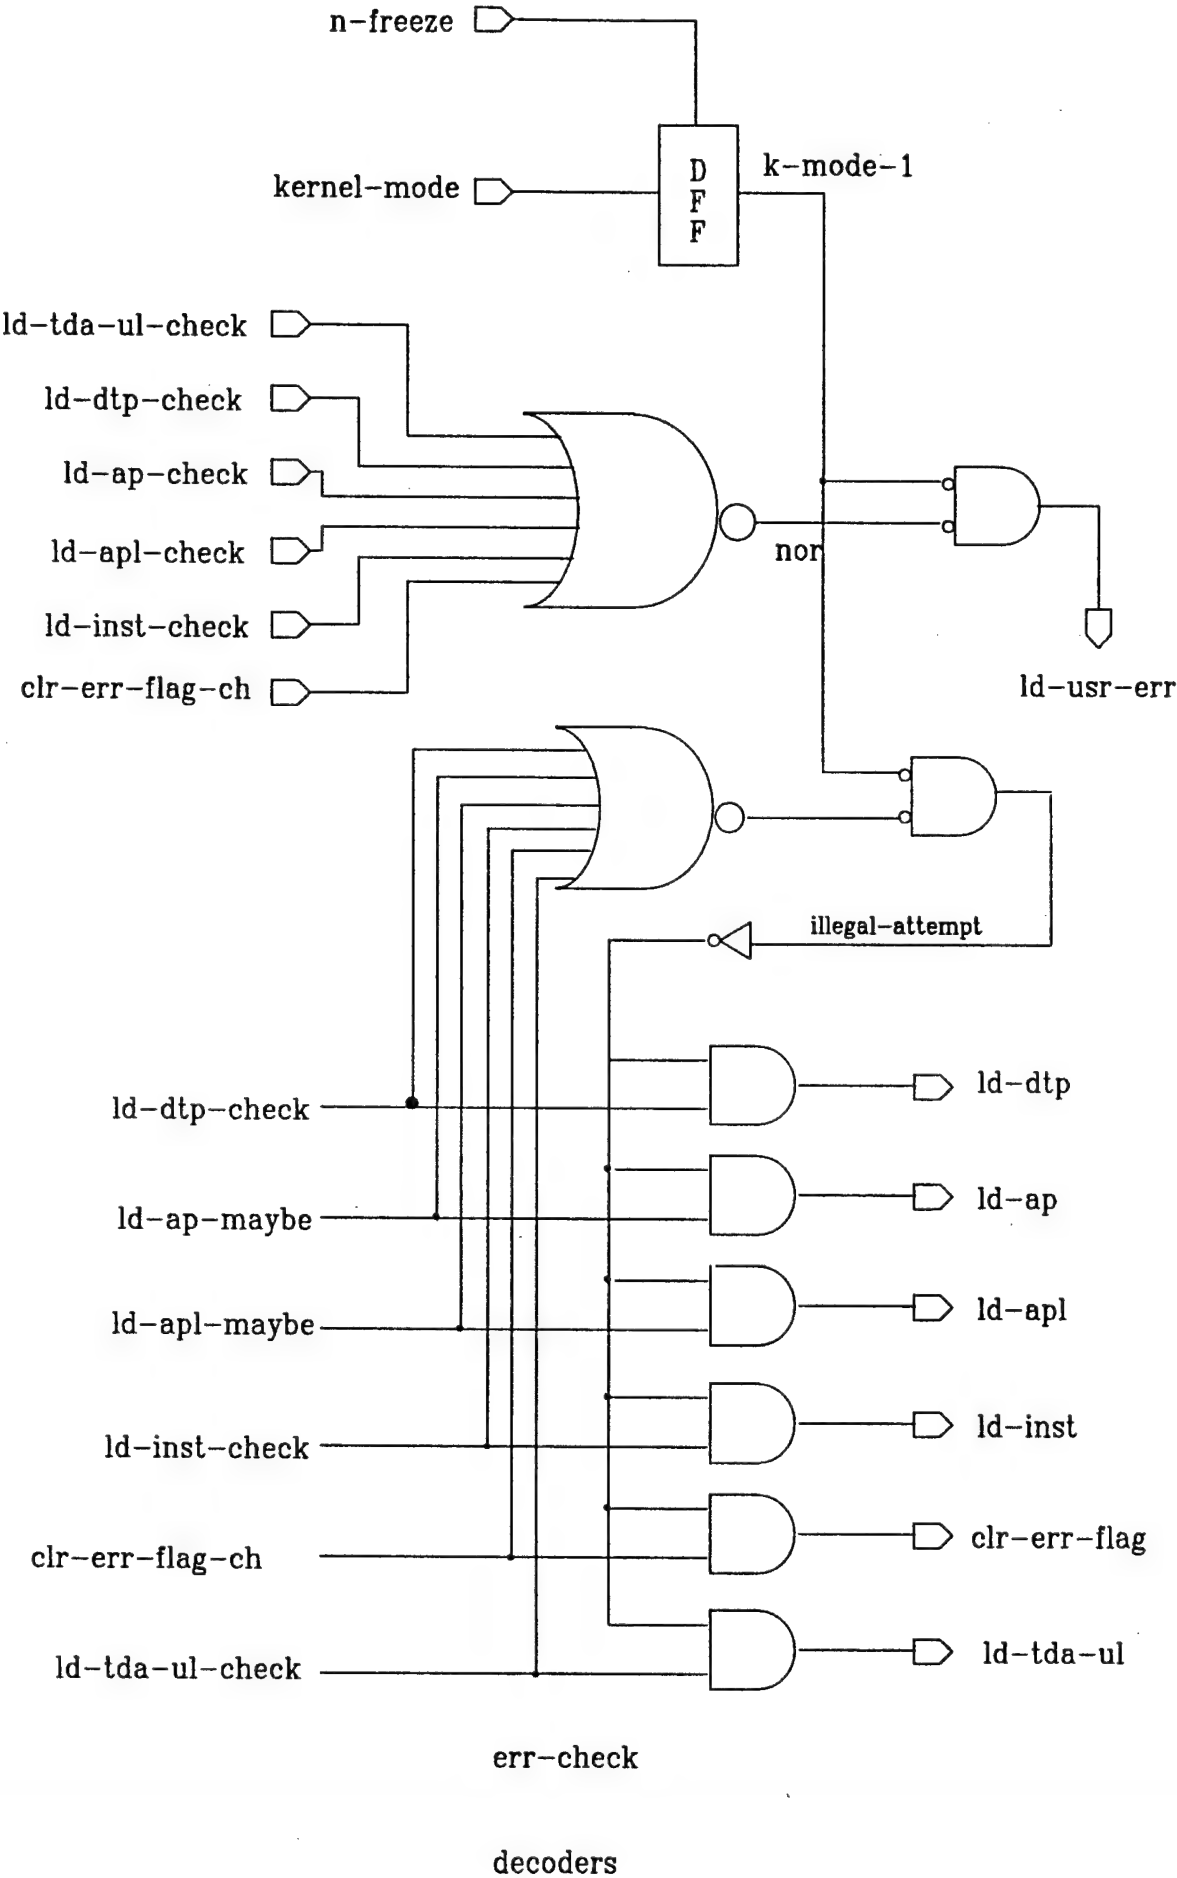 n-freeze
kernel-mode
D
F
F
k-mode-1
ld-tda-ul-check
ld-dtp-check
ld-ap-check
ld-apl-check
ld-inst-check
clr-err-flag-ch
nor
ld-usr-err
illegal-attempt
ld-dtp-check
ld-dtp
ld-ap-maybe
ld-ap
ld-apl-maybe
ld-apl
ld-inst-check
ld-inst
clr-err-flag-ch
clr-err-flag
ld-tda-ul-check
ld-tda-ul
err-check
decoders